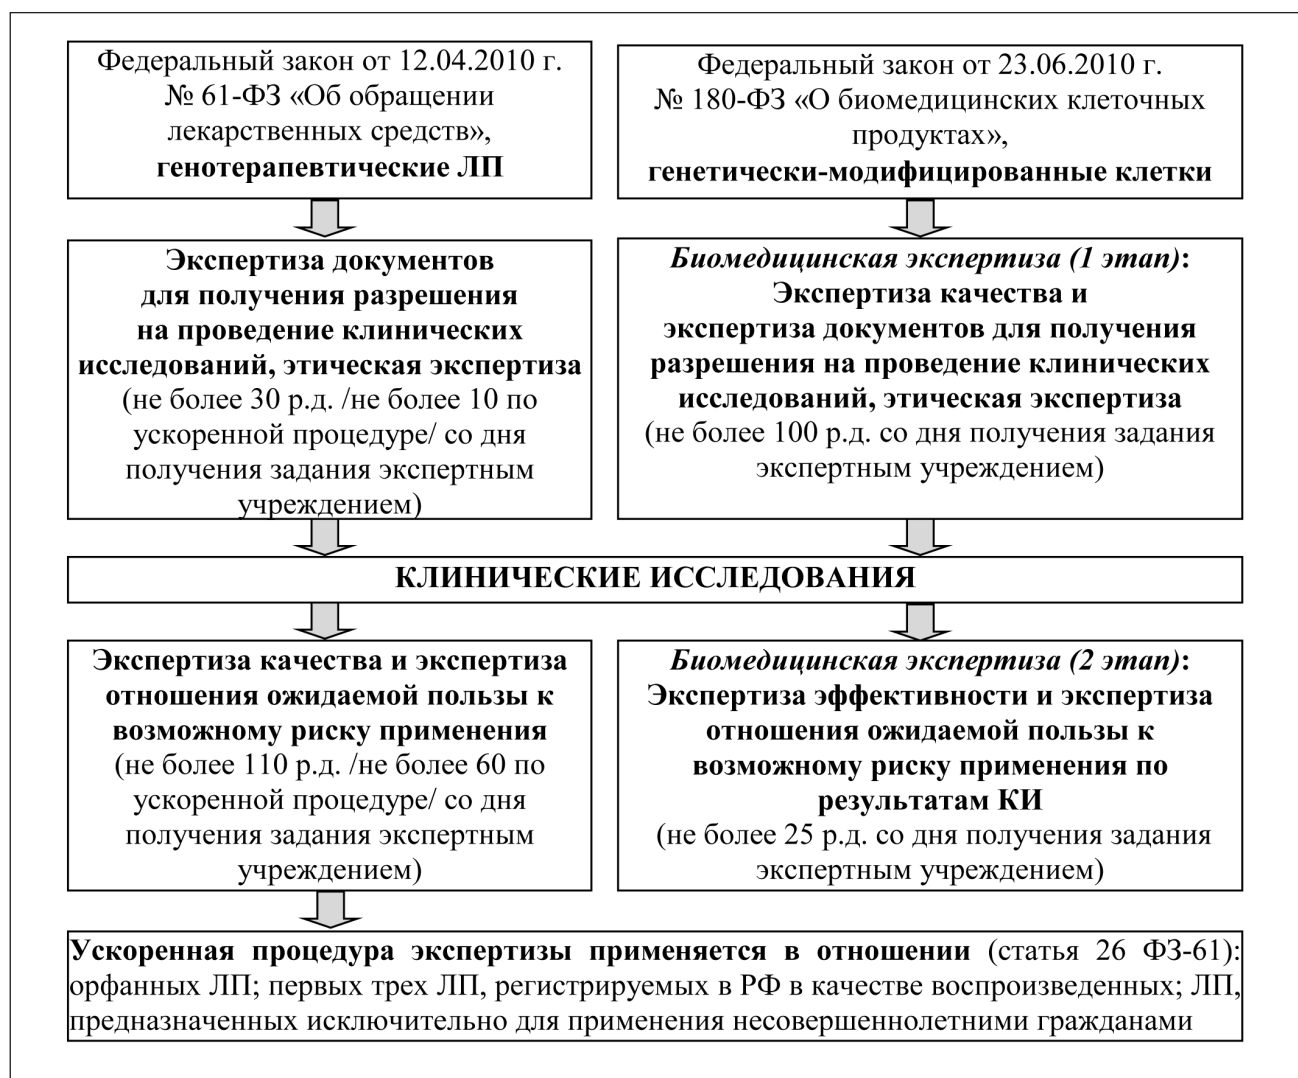 Федеральный закон от 12.04.2010 г.
№ 61-ФЗ «Об обращении
лекарственных средств»,
генотерапевтические ЛП
Федеральный закон от 23.06.2010 г.
№ 180-ФЗ «О биомедицинских клеточных
продуктах»,
генетически-модифицированные клетки
Экспертиза документов
для получения разрешения
на проведение клинических
исследований, этическая экспертиза
(не более 30 р.д. /не более 10 по
ускоренной процедуре/ со дня
получения задания экспертным
учреждением)
Биомедицинская экспертиза (1 этап):
Экспертиза качества и
экспертиза документов для получения
разрешения на проведение клинических
исследований, этическая экспертиза
(не более 100 р.д. со дня получения задания
экспертным учреждением)
КЛИНИЧЕСКИЕ ИССЛЕДОВАНИЯ
Экспертиза качества и экспертиза
отношения ожидаемой пользы к
возможному риску применения
(не более 110 р.д. /не более 60 по
ускоренной процедуре/ со дня
получения задания экспертным
учреждением)
Биомедицинская экспертиза (2 этап):
Экспертиза эффективности и экспертиза
отношения ожидаемой пользы к
возможному риску применения по
результатам КИ
(не более 25 р.д. со дня получения задания
экспертным учреждением)
Ускоренная процедура экспертизы применяется в отношении (статья 26 ФЗ-61):
орфанных ЛП; первых трех ЛП, регистрируемых в РФ в качестве воспроизведенных; ЛП,
предназначенных исключительно для применения несовершеннолетними гражданами